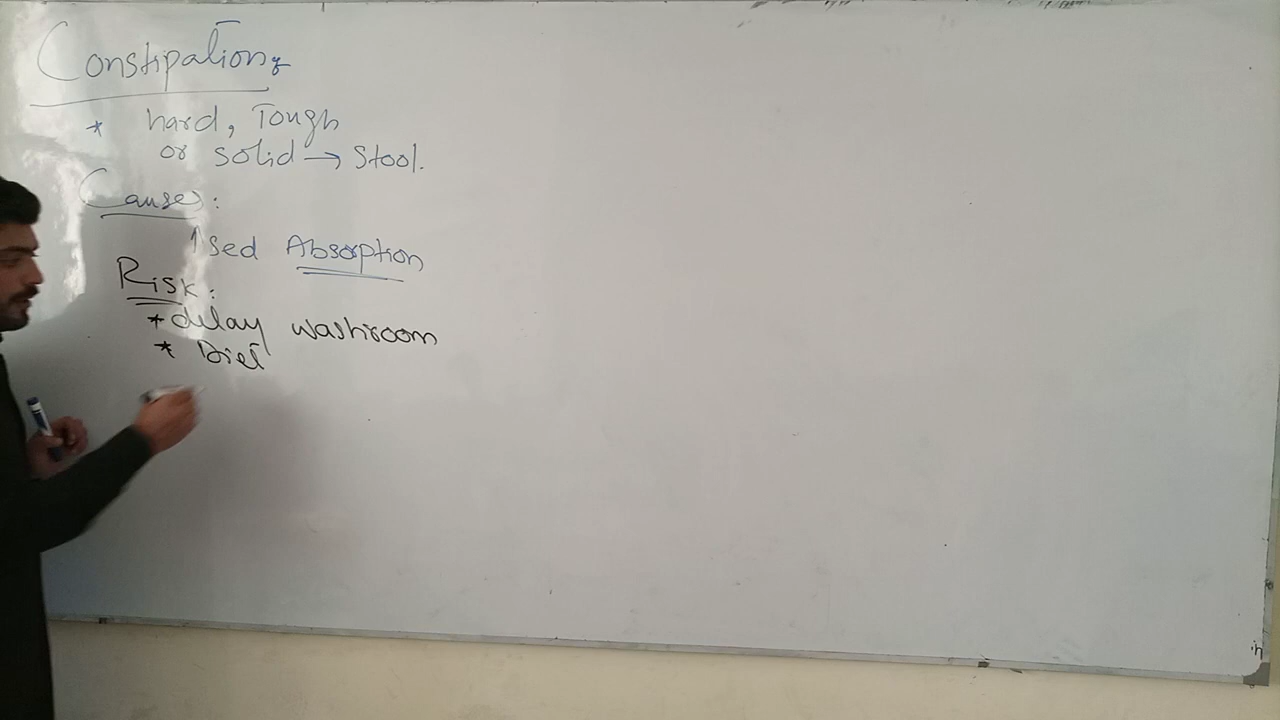 Constipation:
* hard, Tough
or solid → Stool.
Causes:
↑sed Absorption
Risk:
* delay washroom
* Diet